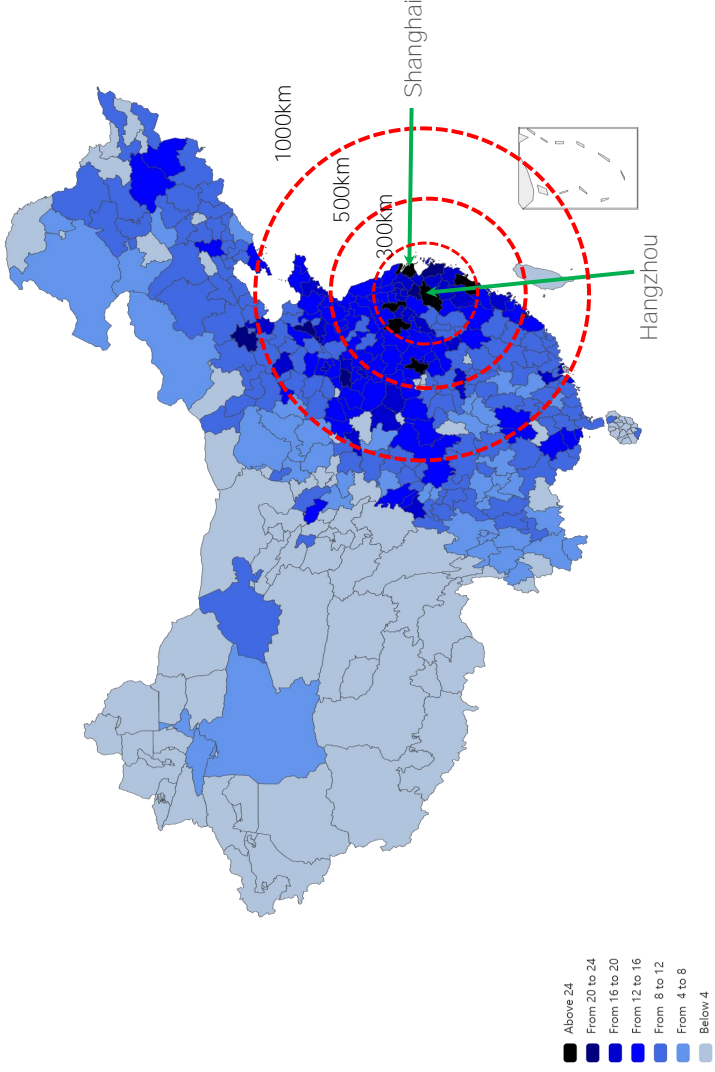 1000km
500km
300km
Shanghai
Hangzhou
Above 24
From 20 to 24
From 16 to 20
From 12 to 16
From 8 to 12
From 4 to 8
Below 4